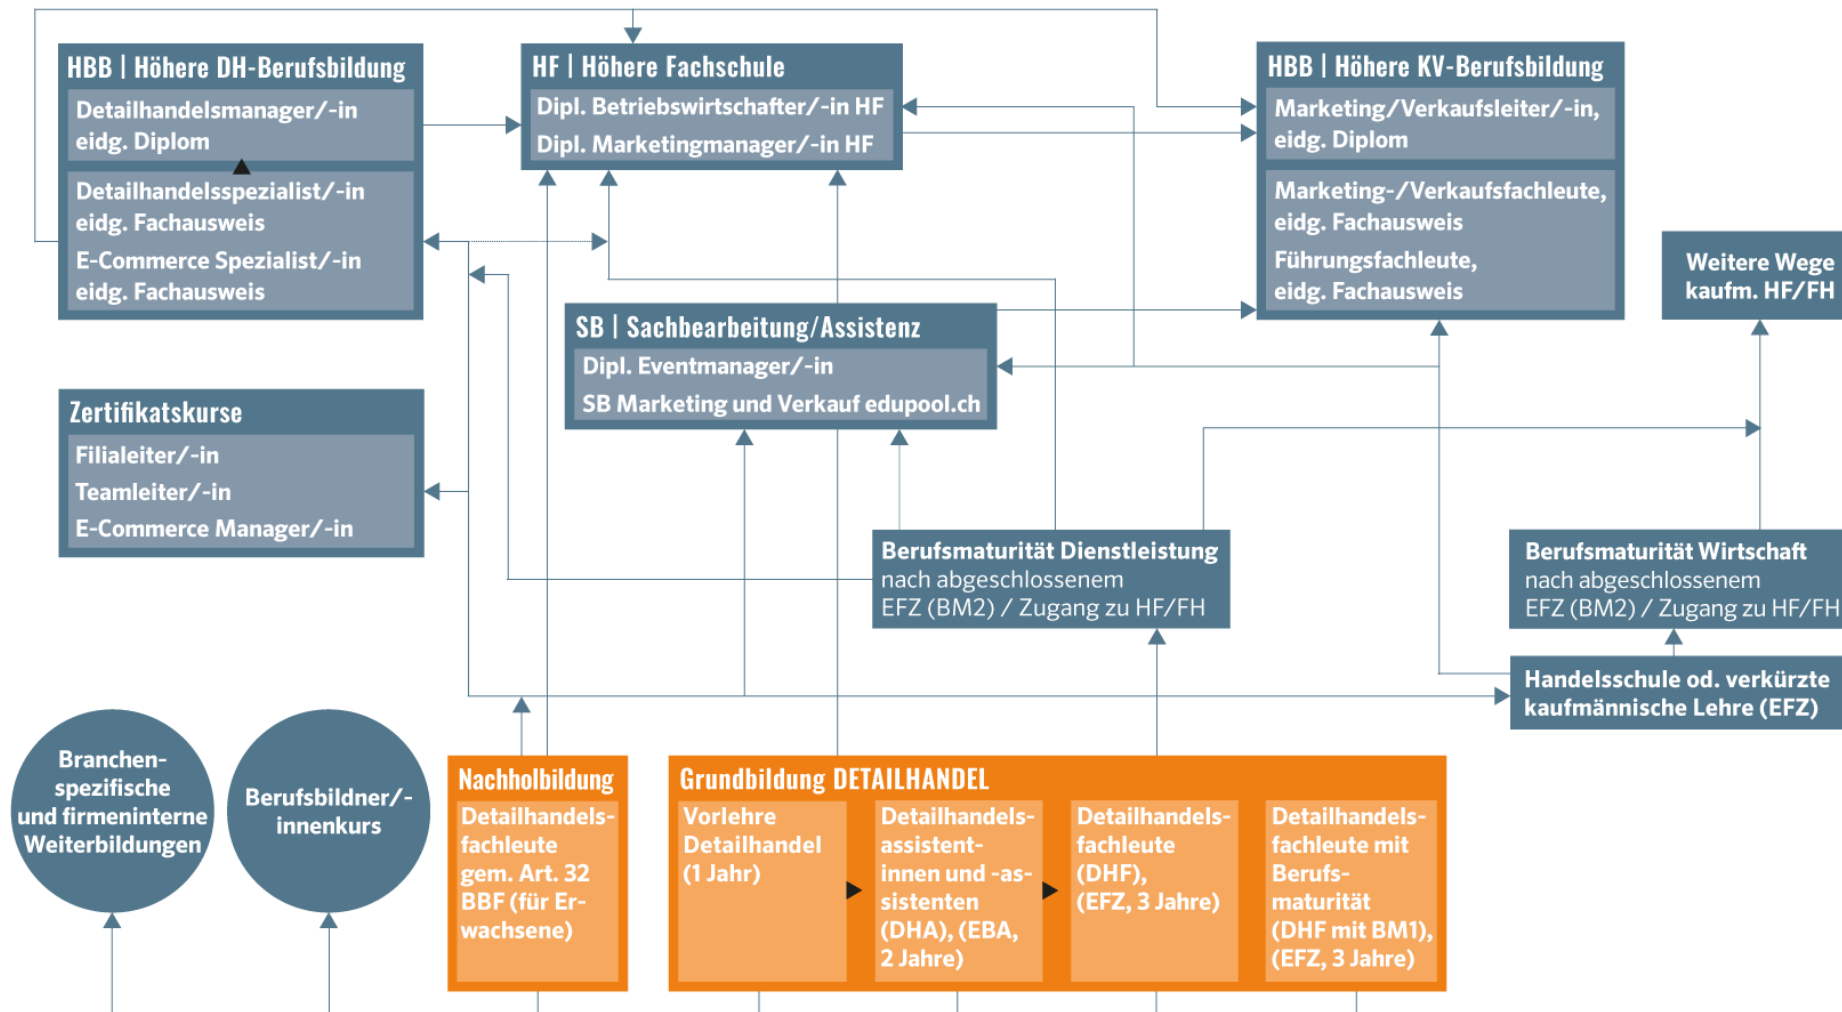 HBB | Höhere DH-Berufsbildung
Detailhandelsmanager/-in
eidg. Diplom
Detailhandelsspezialist/-in
eidg. Fachausweis
E-Commerce Spezialist/-in
eidg. Fachausweis
HF | Höhere Fachschule
Dipl. Betriebswirtschafter/-in HF
Dipl. Marketingmanager/-in HF
HBB | Höhere KV-Berufsbildung
Marketing/Verkaufsleiter/-in,
eidg. Diplom
Marketing-/Verkaufsfachleute,
eidg. Fachausweis
Führungsfachleute,
eidg. Fachausweis
Weitere Wege
kaufm. HF/FH
SB | Sachbearbeitung/Assistenz
Dipl. Eventmanager/-in
SB Marketing und Verkauf edupool.ch
Zertifikatskurse
Filialeiter/-in
Teamleiter/-in
E-Commerce Manager/-in
Berufsmaturität Dienstleistung
nach abgeschlossenem
EFZ (BM2) / Zugang zu HF/FH
Berufsmaturität Wirtschaft
nach abgeschlossenem
EFZ (BM2) / Zugang zu HF/FH
Handelsschule od. verkürzte
kaufmännische Lehre (EFZ)
Branchen-
spezifische
und firmeninterne
Weiterbildungen
Berufsbildner/-
innenkurs
Nachholbildung
Detailhandels-
fachleute
gem. Art. 32
BBF (für Er-
wachsene)
Grundbildung DETAILHANDEL
Vorlehre
Detailhandel
(1 Jahr)
Detailhandels-
assistent-
innen und -as-
sistenten
(DHA), (EBA,
2 Jahre)
Detailhandels-
fachleute
(DHF),
(EFZ, 3 Jahre)
Detailhandels-
fachleute mit
Berufs-
maturität
(DHF mit BM1),
(EFZ, 3 Jahre)